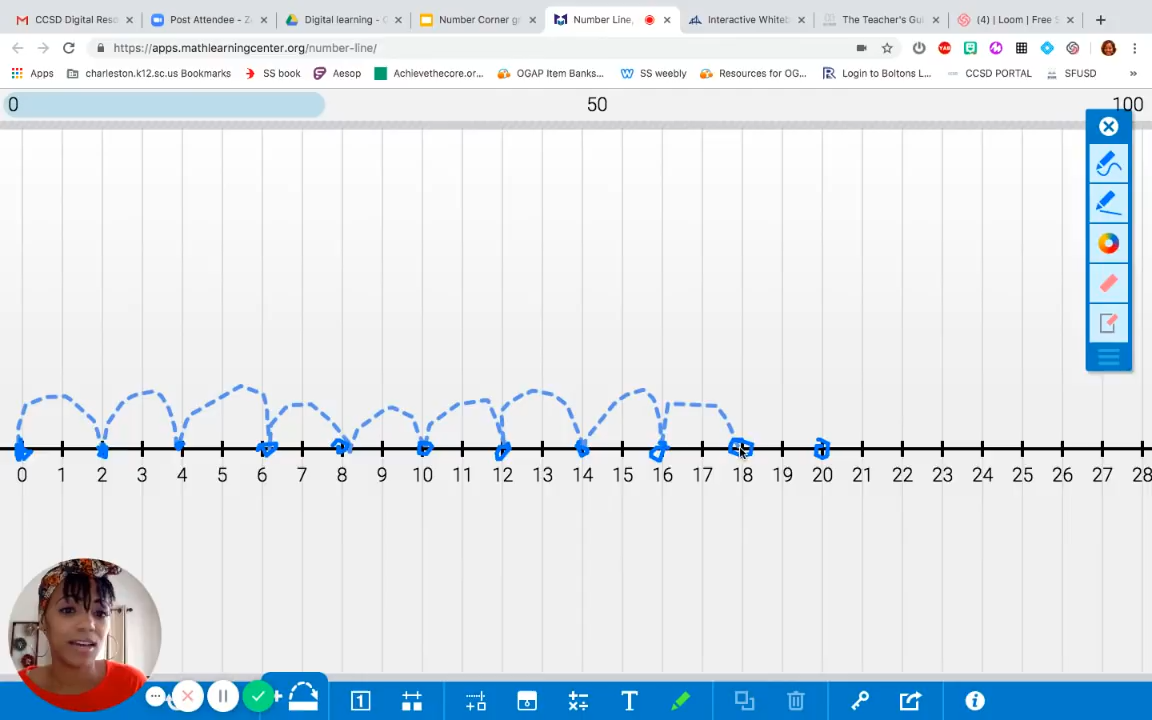 CCSD Digital Reso
Post Attendee - Z
Digital learning - C
Number Corner gr
Number Line,
Interactive Whiteb
The Teacher's Gui
(4) | Loom | Free S
https://apps.mathlearningcenter.org/number-line/
YAK
Apps charleston.k12.sc.us Bookmarks SS book Aesop Achievethecore.or... OGAP Item Banks... SS weebly Resources for OG... Login to Boltons L... CCSD PORTAL SFUSD »
0 50 100
0 1 2 3 4 5 6 7 8 9 10 11 12 13 14 15 16 17 18 19 20 21 22 23 24 25 26 27 28
1 T i